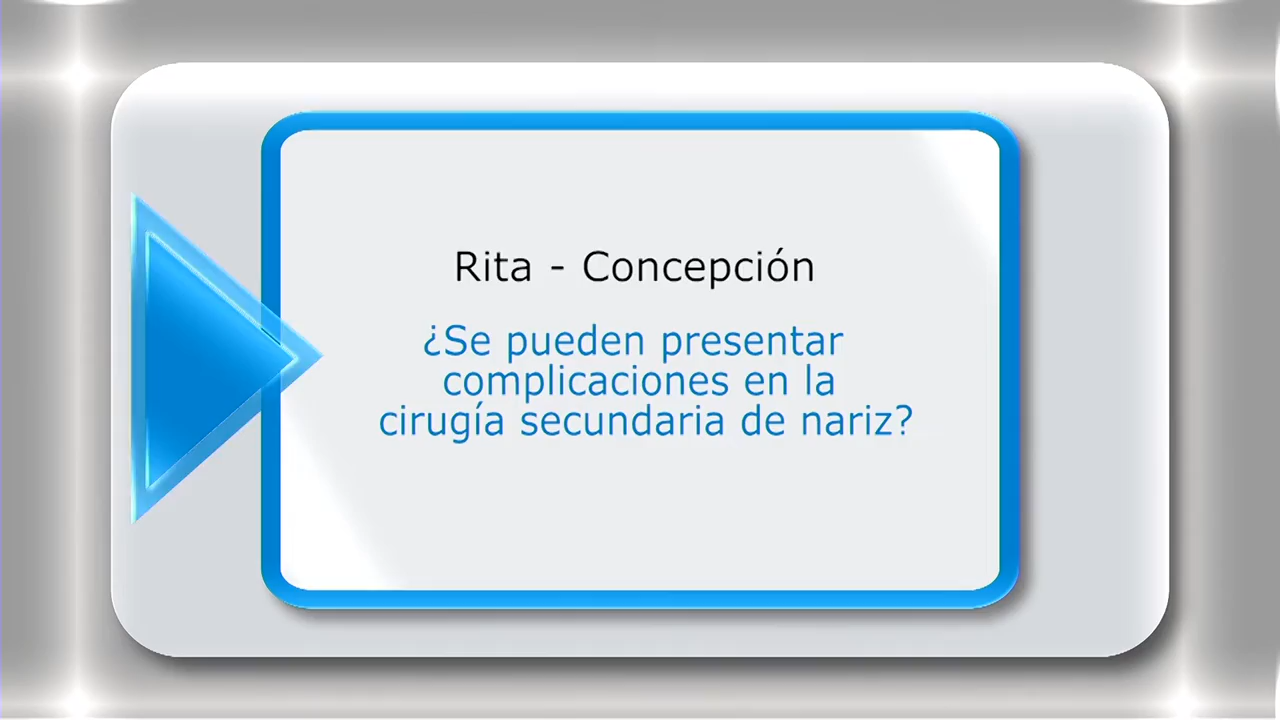 Rita - Concepción
¿Se pueden presentar
complicaciones en la
cirugía secundaria de nariz?